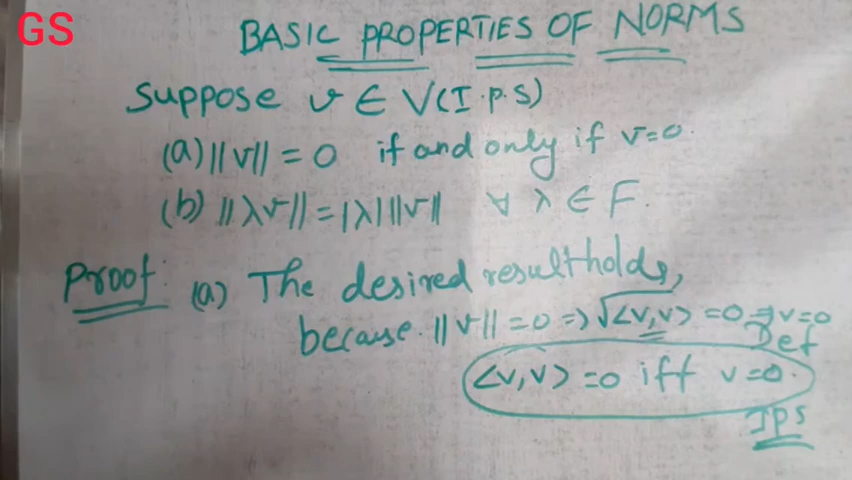 GS
BASIC PROPERTIES OF NORMS
Suppose v ∈ V(I.P.S)
(a) ||v|| = 0 if and only if v=0.
(b) ||λv|| = |λ| ||v|| ∀ λ ∈ F.
Proof: (a) The desired result holds,
because. ||v|| = 0 => √<v,v> = 0 => v=0
Def
<v,v> = 0 iff v=0.
IPS